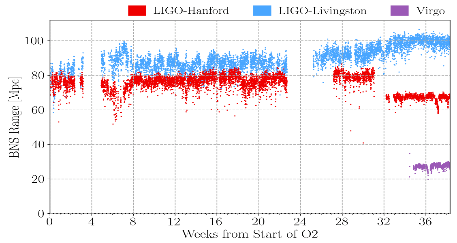 LIGO-Hanford LIGO-Livingston Virgo
BNS Range [Mpc]
100
80
60
40
20
0
0 4 8 12 16 20 24 28 32 36
Weeks from Start of O2